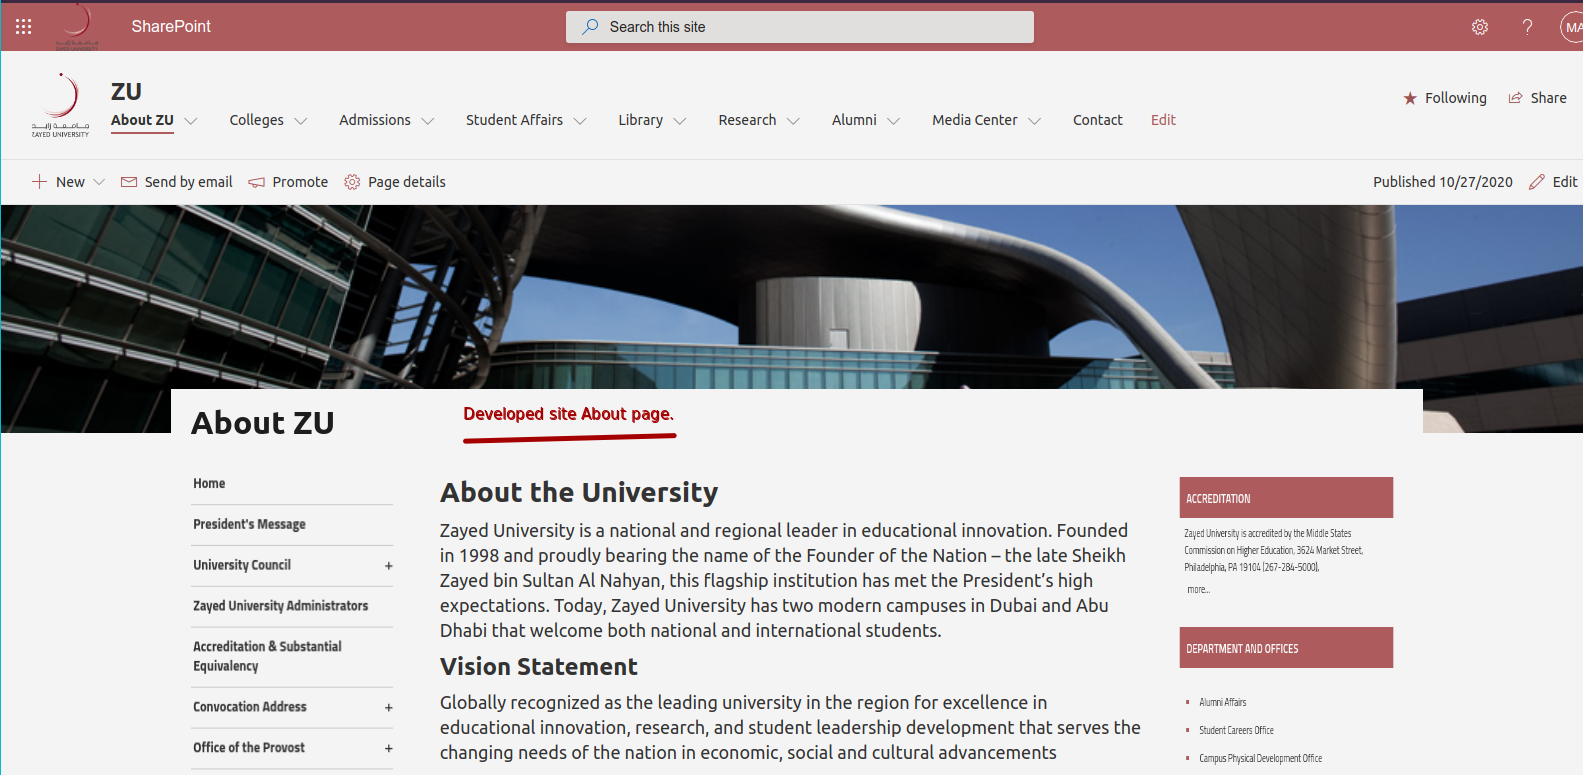 SharePoint
Search this site
MA
جامعة زايد
ZAYED UNIVERSITY
ZU
About ZU
Colleges
Admissions
Student Affairs
Library
Research
Alumni
Media Center
Contact
Edit
Following
Share
New
Send by email
Promote
Page details
Published 10/27/2020
Edit
About ZU
Developed site About page.
Home
President's Message
University Council +
Zayed University Administrators
Accreditation & Substantial
Equivalency
Convocation Address +
Office of the Provost +
About the University
Zayed University is a national and regional leader in educational innovation. Founded
in 1998 and proudly bearing the name of the Founder of the Nation – the late Sheikh
Zayed bin Sultan Al Nahyan, this flagship institution has met the President’s high
expectations. Today, Zayed University has two modern campuses in Dubai and Abu
Dhabi that welcome both national and international students.
Vision Statement
Globally recognized as the leading university in the region for excellence in
educational innovation, research, and student leadership development that serves the
changing needs of the nation in economic, social and cultural advancements
ACCREDITATION
Zayed University is accredited by the Middle States
Commission on Higher Education, 3624 Market Street,
Philadelphia, PA 19104 (267-284-5000),
more...
DEPARTMENT AND OFFICES
Alumni Affairs
Student Careers Office
Campus Physical Development Office